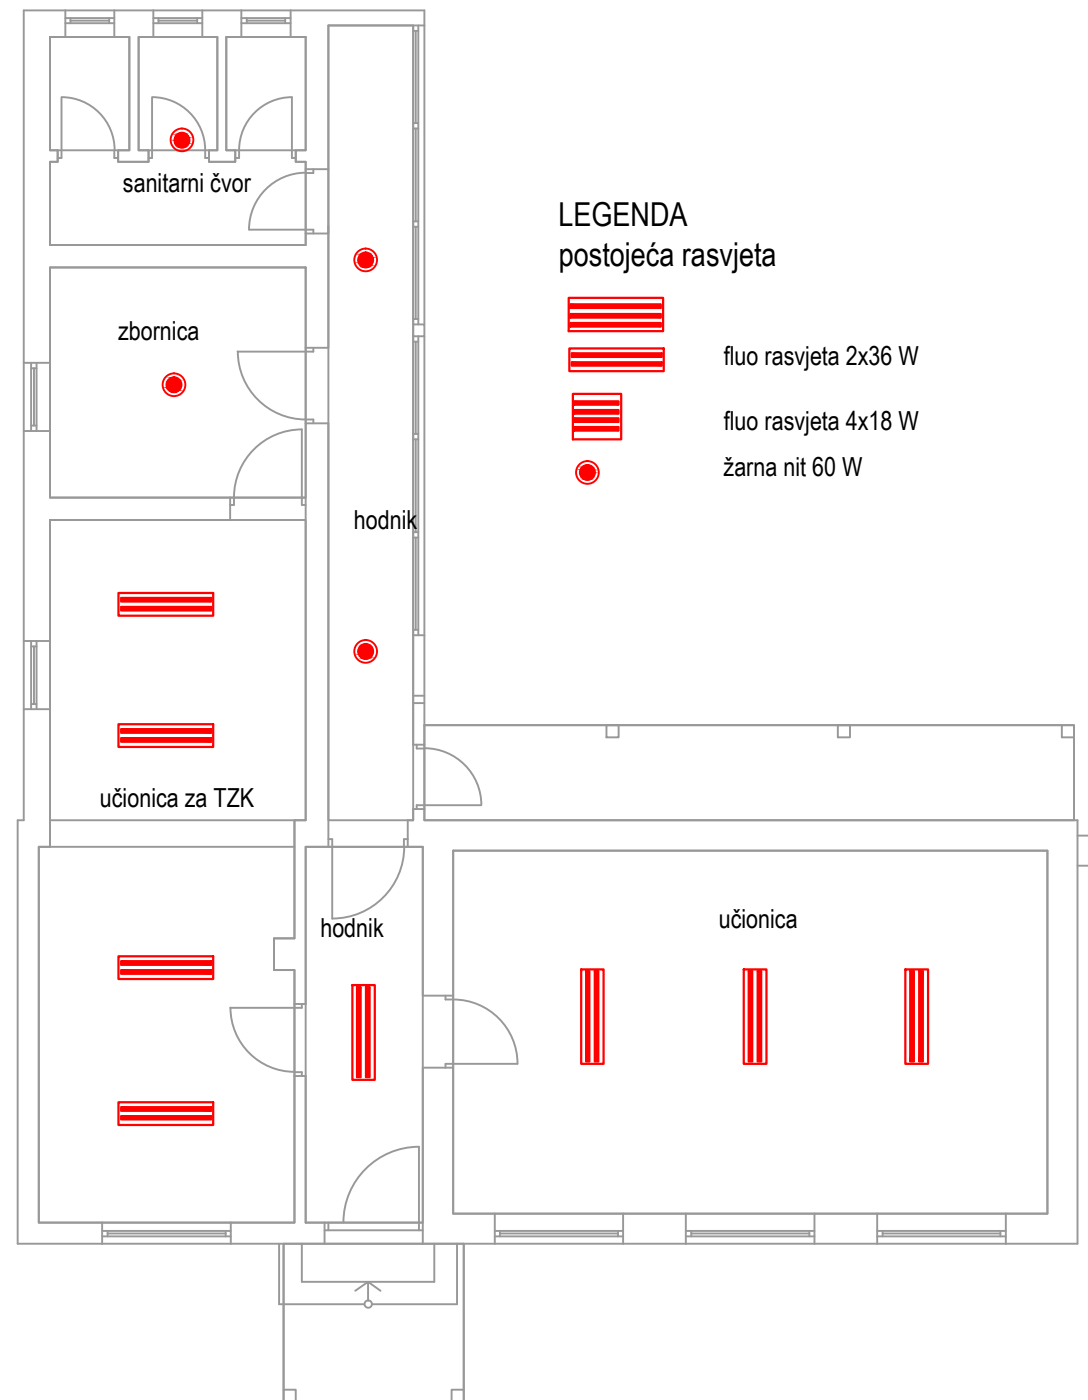 sanitarni čvor
LEGENDA
postojeća rasvjeta
zbornica
fluo rasvjeta 2x36 W
fluo rasvjeta 4x18 W
žarna nit 60 W
hodnik
učionica za TZK
hodnik
učionica